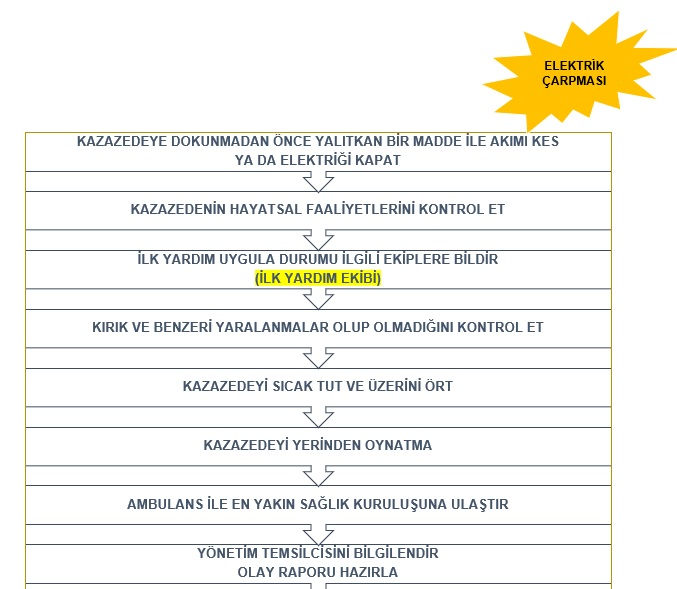 ELEKTRİK
ÇARPMASI
KAZAZEDEYE DOKUNMADAN ÖNCE YALITKAN BİR MADDE İLE AKIMI KES
YA DA ELEKTRİĞİ KAPAT
KAZAZEDENİN HAYATSAL FAALİYETLERİNİ KONTROL ET
İLK YARDIM UYGULA DURUMU İLGİLİ EKİPLERE BİLDİR
(İLK YARDIM EKİBİ)
KIRIK VE BENZERİ YARALANMALAR OLUP OLMADIĞINI KONTROL ET
KAZAZEDEYİ SICAK TUT VE ÜZERİNİ ÖRT
KAZAZEDEYİ YERİNDEN OYNATMA
AMBULANS İLE EN YAKIN SAĞLIK KURULUŞUNA ULAŞTIR
YÖNETİM TEMSİLCİSİNİ BİLGİLENDİR
OLAY RAPORU HAZIRLA